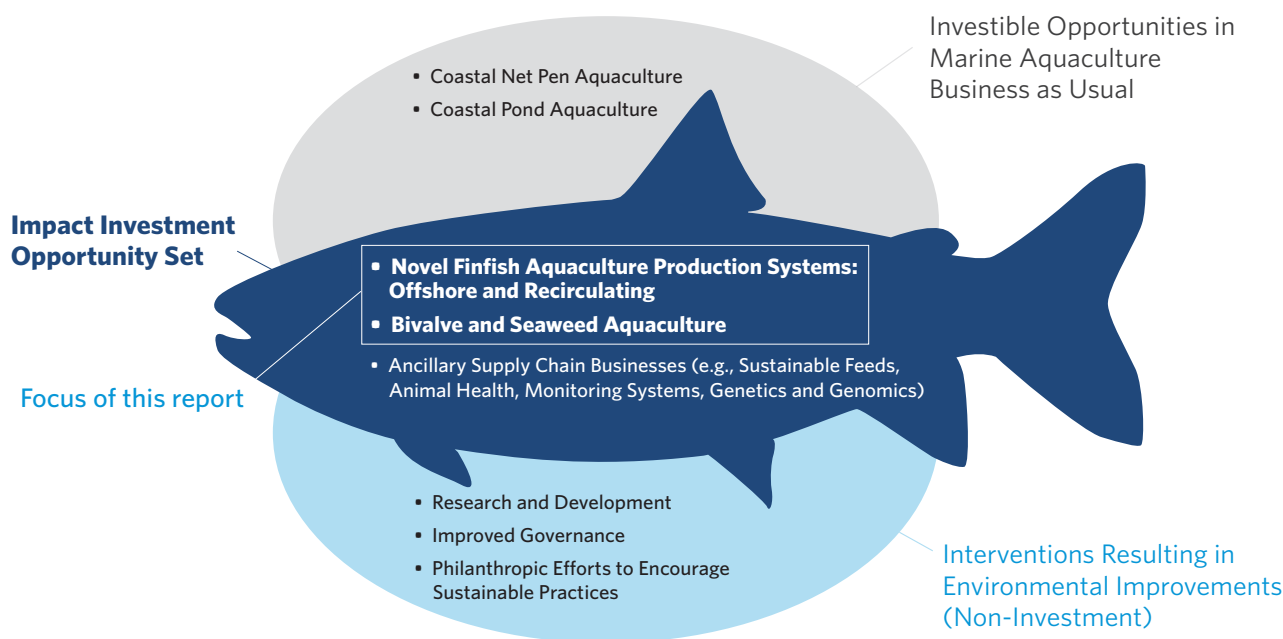 Investible Opportunities in
Marine Aquaculture
Business as Usual
▪ Coastal Net Pen Aquaculture
▪ Coastal Pond Aquaculture
Impact Investment
Opportunity Set
▪ Novel Finfish Aquaculture Production Systems:
Offshore and Recirculating
▪ Bivalve and Seaweed Aquaculture
▪ Ancillary Supply Chain Businesses (e.g., Sustainable Feeds,
Animal Health, Monitoring Systems, Genetics and Genomics)
Focus of this report
▪ Research and Development
▪ Improved Governance
▪ Philanthropic Efforts to Encourage
Sustainable Practices
Interventions Resulting in
Environmental Improvements
(Non-Investment)